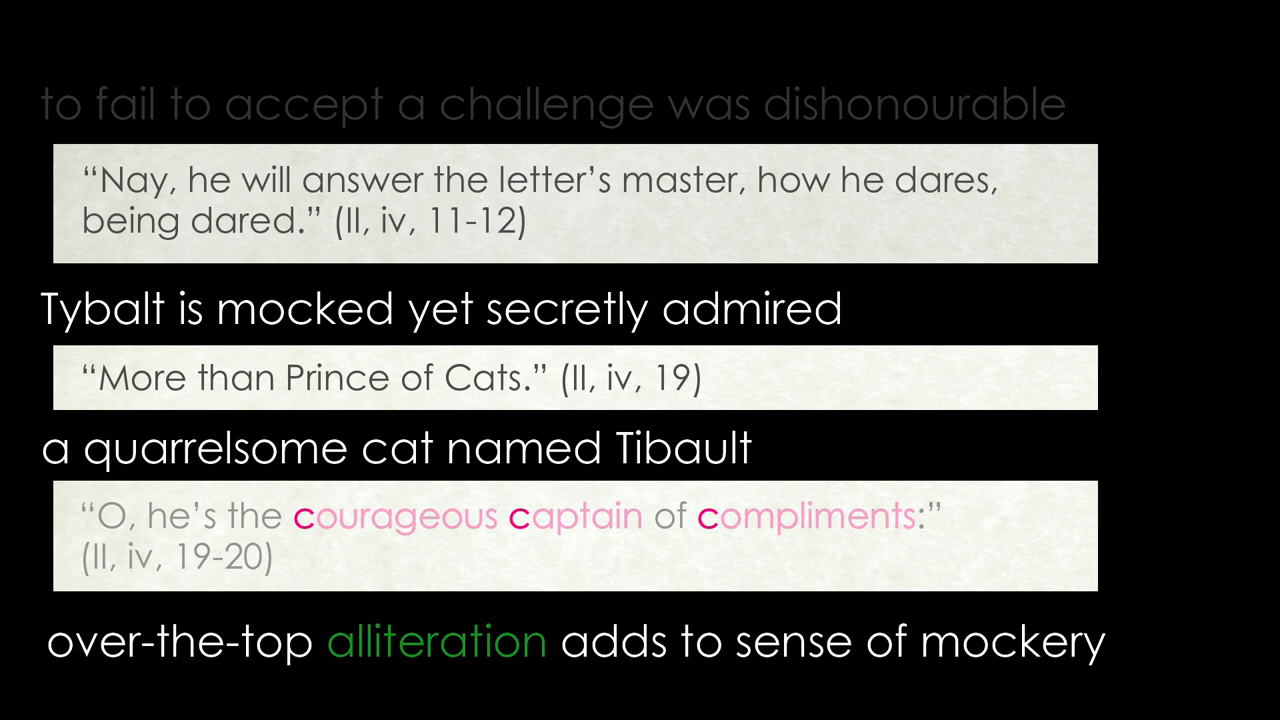 to fail to accept a challenge was dishonourable
“Nay, he will answer the letter’s master, how he dares,
being dared.” (II, iv, 11-12)
Tybalt is mocked yet secretly admired
“More than Prince of Cats.” (II, iv, 19)
a quarrelsome cat named Tibault
“O, he’s the courageous captain of compliments:”
(II, iv, 19-20)
over-the-top alliteration adds to sense of mockery